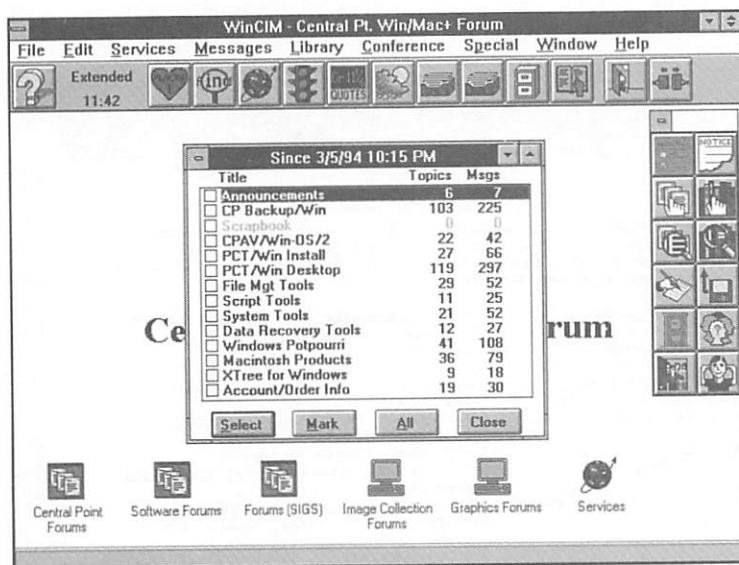 WinCIM - Central Pt. Win/Mac+ Forum
File Edit Services Messages Library Conference Special Window Help
Extended
11:42
QUOTES
NOTICE
Since 3/5/94 10:15 PM
Title Topics Msgs
Announcements 6 7
CP Backup/Win 103 225
Scrapbook 0 0
CPAV/Win-OS/2 22 42
PCT/Win Install 27 66
PCT/Win Desktop 119 297
File Mgt Tools 29 52
Script Tools 11 25
System Tools 21 52
Data Recovery Tools 12 27
Windows Potpourri 41 108
Macintosh Products 36 79
XTree for Windows 9 18
Account/Order Info 19 30
Ce rum
Select Mark All Close
Central Point Forums
Software Forums
Forums (SIGS)
Image Collection Forums
Graphics Forums
Services